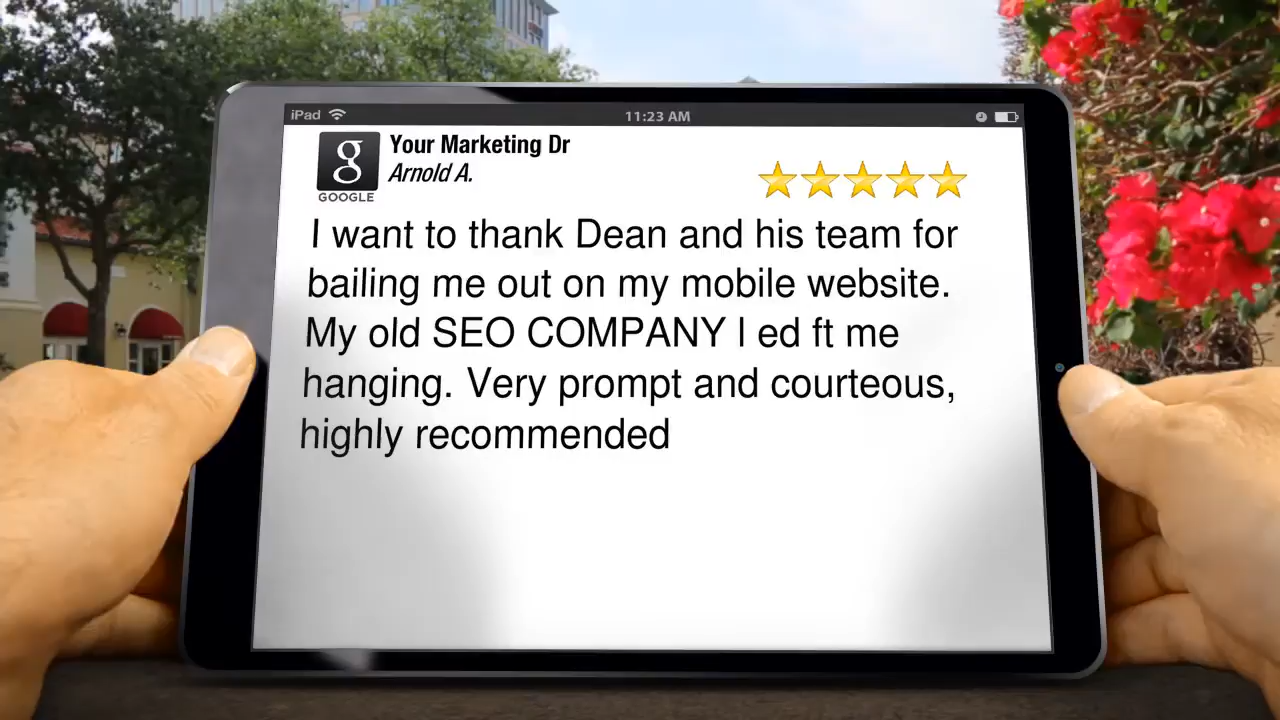 iPad 11:23 AM
Your Marketing Dr
Arnold A.
g
GOOGLE
I want to thank Dean and his team for
bailing me out on my mobile website.
My old SEO COMPANY l ed ft me
hanging. Very prompt and courteous,
highly recommended